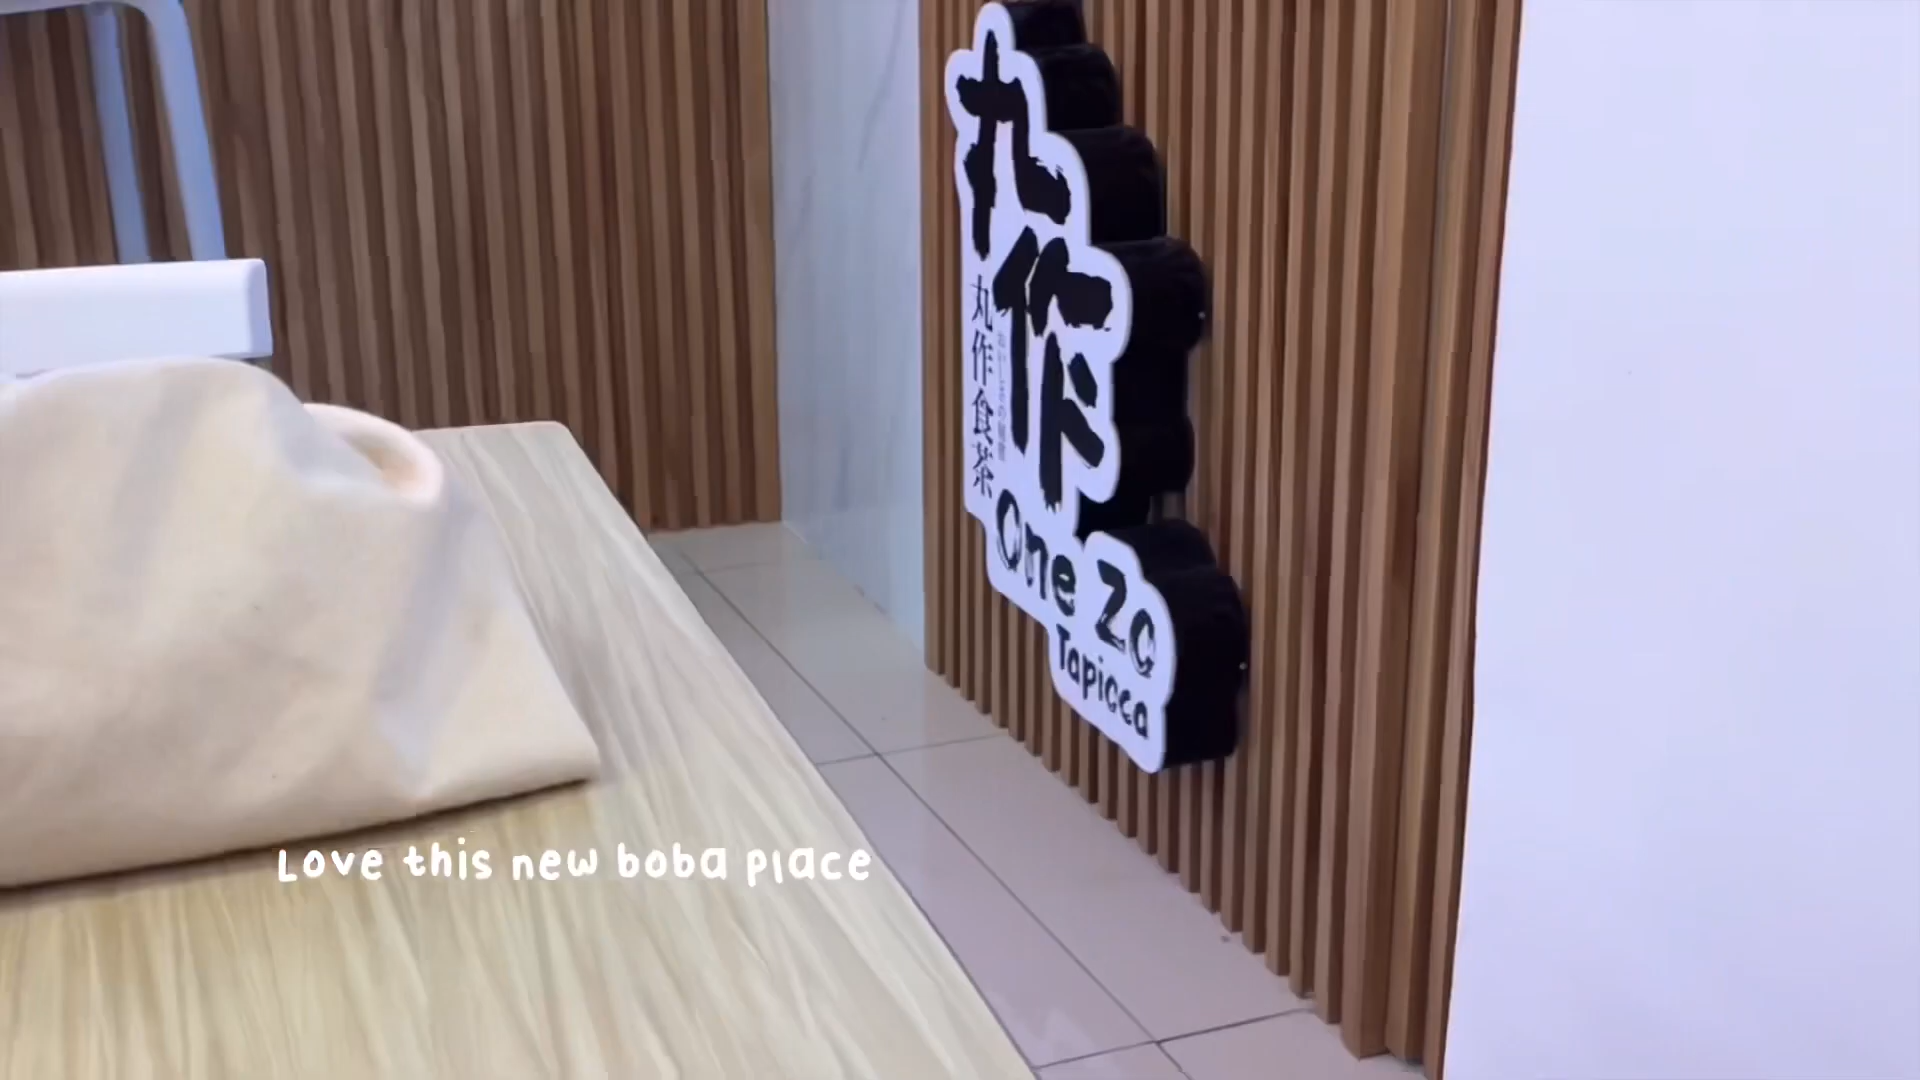 丸作
丸作食茶
One Zo
Tapioca
Love this new boba place